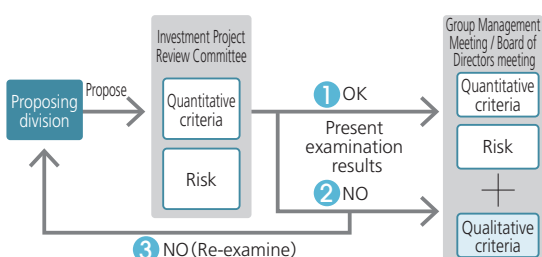 Investment Project
Review Committee
Group Management
Meeting / Board of
Directors meeting
Proposing
division
Propose
Quantitative
criteria
Risk
1 OK
Present
examination
results
2 NO
3 NO (Re-examine)
Quantitative
criteria
Risk
+
Qualitative
criteria